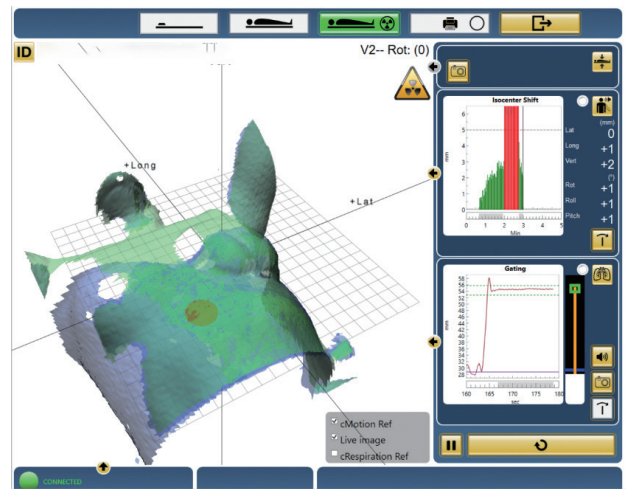 ID
V2-- Rot: (0)
+Long
+Lat
Isocenter Shift
mm
6
5
4
3
2
1
0
0 1 2 3 4 5
Min
(mm)
Lat 0
Long +1
Vert +2
(°)
Rot +1
Roll +1
Pitch +1
Gating
mm
58
56
54
52
50
48
46
44
42
40
38
36
34
32
30
28
160 165 170 175 180
sec
cMotion Ref
Live image
cRespiration Ref
CONNECTED